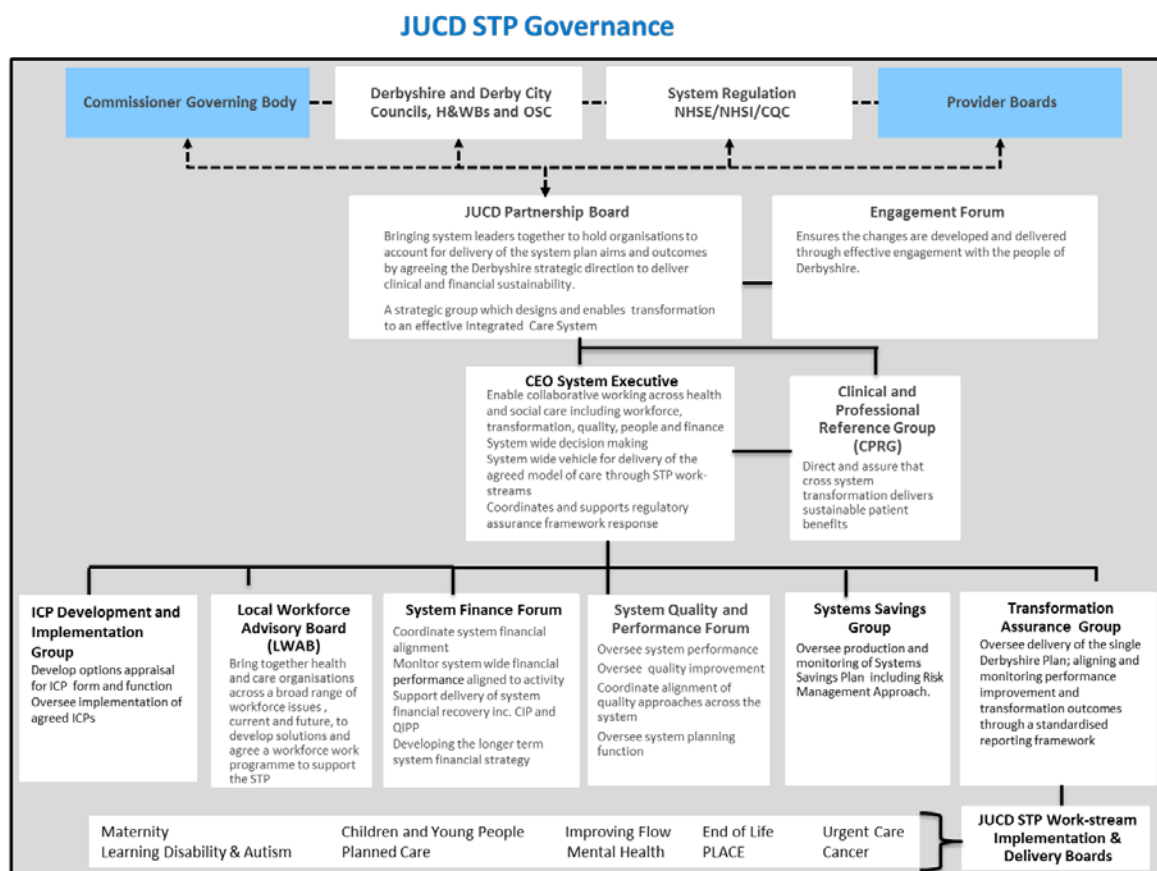 JUCD STP Governance
Commissioner Governing Body
Derbyshire and Derby City
Councils, H&WBs and OSC
System Regulation
NHSE/NHSI/CQC
Provider Boards
JUCD Partnership Board
Bringing system leaders together to hold organisations to
account for delivery of the system plan aims and outcomes
by agreeing the Derbyshire strategic direction to deliver
clinical and financial sustainability.
A strategic group which designs and enables transformation
to an effective Integrated Care System
Engagement Forum
Ensures the changes are developed and delivered
through effective engagement with the people of
Derbyshire.
CEO System Executive
Enable collaborative working across health
and social care including workforce,
transformation, quality, people and finance
System wide decision making
System wide vehicle for delivery of the
agreed model of care through STP work-
streams
Coordinates and supports regulatory
assurance framework response
Clinical and
Professional
Reference Group
(CPRG)
Direct and assure that
cross system
transformation delivers
sustainable patient
benefits
ICP Development and
Implementation
Group
Develop options appraisal
for ICP form and function
Oversee implementation of
agreed ICPs
Local Workforce
Advisory Board
(LWAB)
Bring together health
and care organisations
across a broad range of
workforce issues ,
current and future, to
develop solutions and
agree a workforce work
programme to support
the STP
System Finance Forum
Coordinate system financial
alignment
Monitor system wide financial
performance aligned to activity
Support delivery of system
financial recovery inc. CIP and
QIPP
Developing the longer term
system financial strategy
System Quality and
Performance Forum
Oversee system performance
Oversee quality improvement
Coordinate alignment of
quality approaches across the
system
Oversee system planning
function
Systems Savings
Group
Oversee production and
monitoring of Systems
Savings Plan including Risk
Management Approach.
Transformation
Assurance Group
Oversee delivery of the single
Derbyshire Plan; aligning and
monitoring performance
improvement and
transformation outcomes
through a standardised
reporting framework
Maternity
Learning Disability & Autism
Children and Young People
Planned Care
Improving Flow
Mental Health
End of Life
PLACE
Urgent Care
Cancer
JUCD STP Work-stream
Implementation &
Delivery Boards